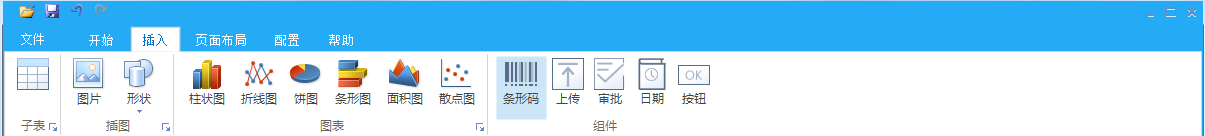 文件 开始 插入 页面布局 配置 帮助
图片 形状 柱状图 折线图 饼图 条形图 面积图 散点图 条形码 上传 审批 日期 OK 按钮
子表 插图 图表 组件